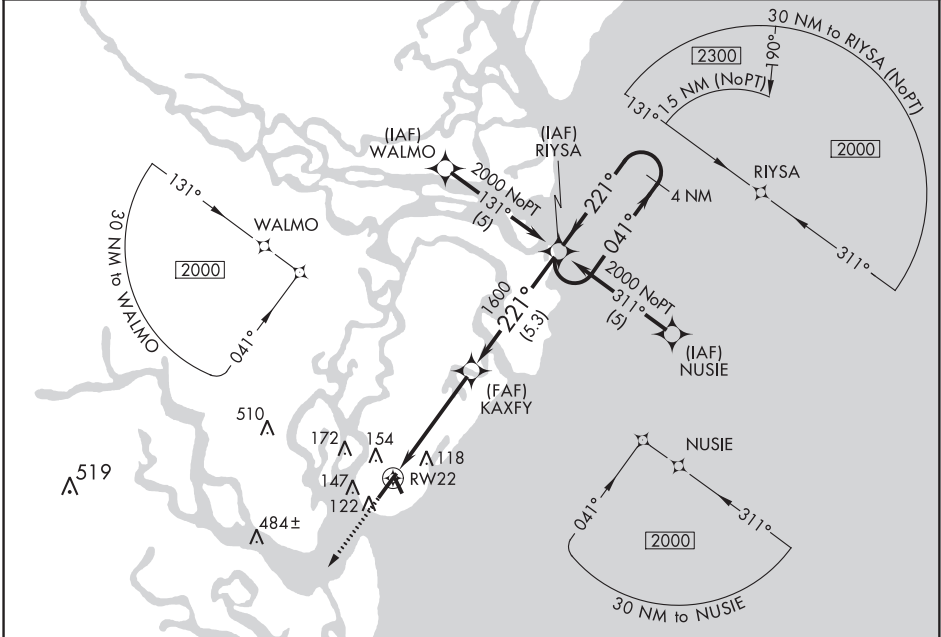 30 NM to RIYSA (NoPT)
2300
190°
15 NM (NoPT)
131°
2000
RIYSA
311°
(IAF)
WALMO
(IAF)
RIYSA
2000 NoPT
131°
(5)
221°
041°
4 NM
131°
WALMO
2000
30 NM to WALMO
041°
2000 NoPT
311°
(5)
(IAF)
NUSIE
1600
221°
(5.3)
(FAF)
KAXFY
510
172
154
118
519
147
RW22
122
484±
NUSIE
041°
311°
2000
30 NM to NUSIE